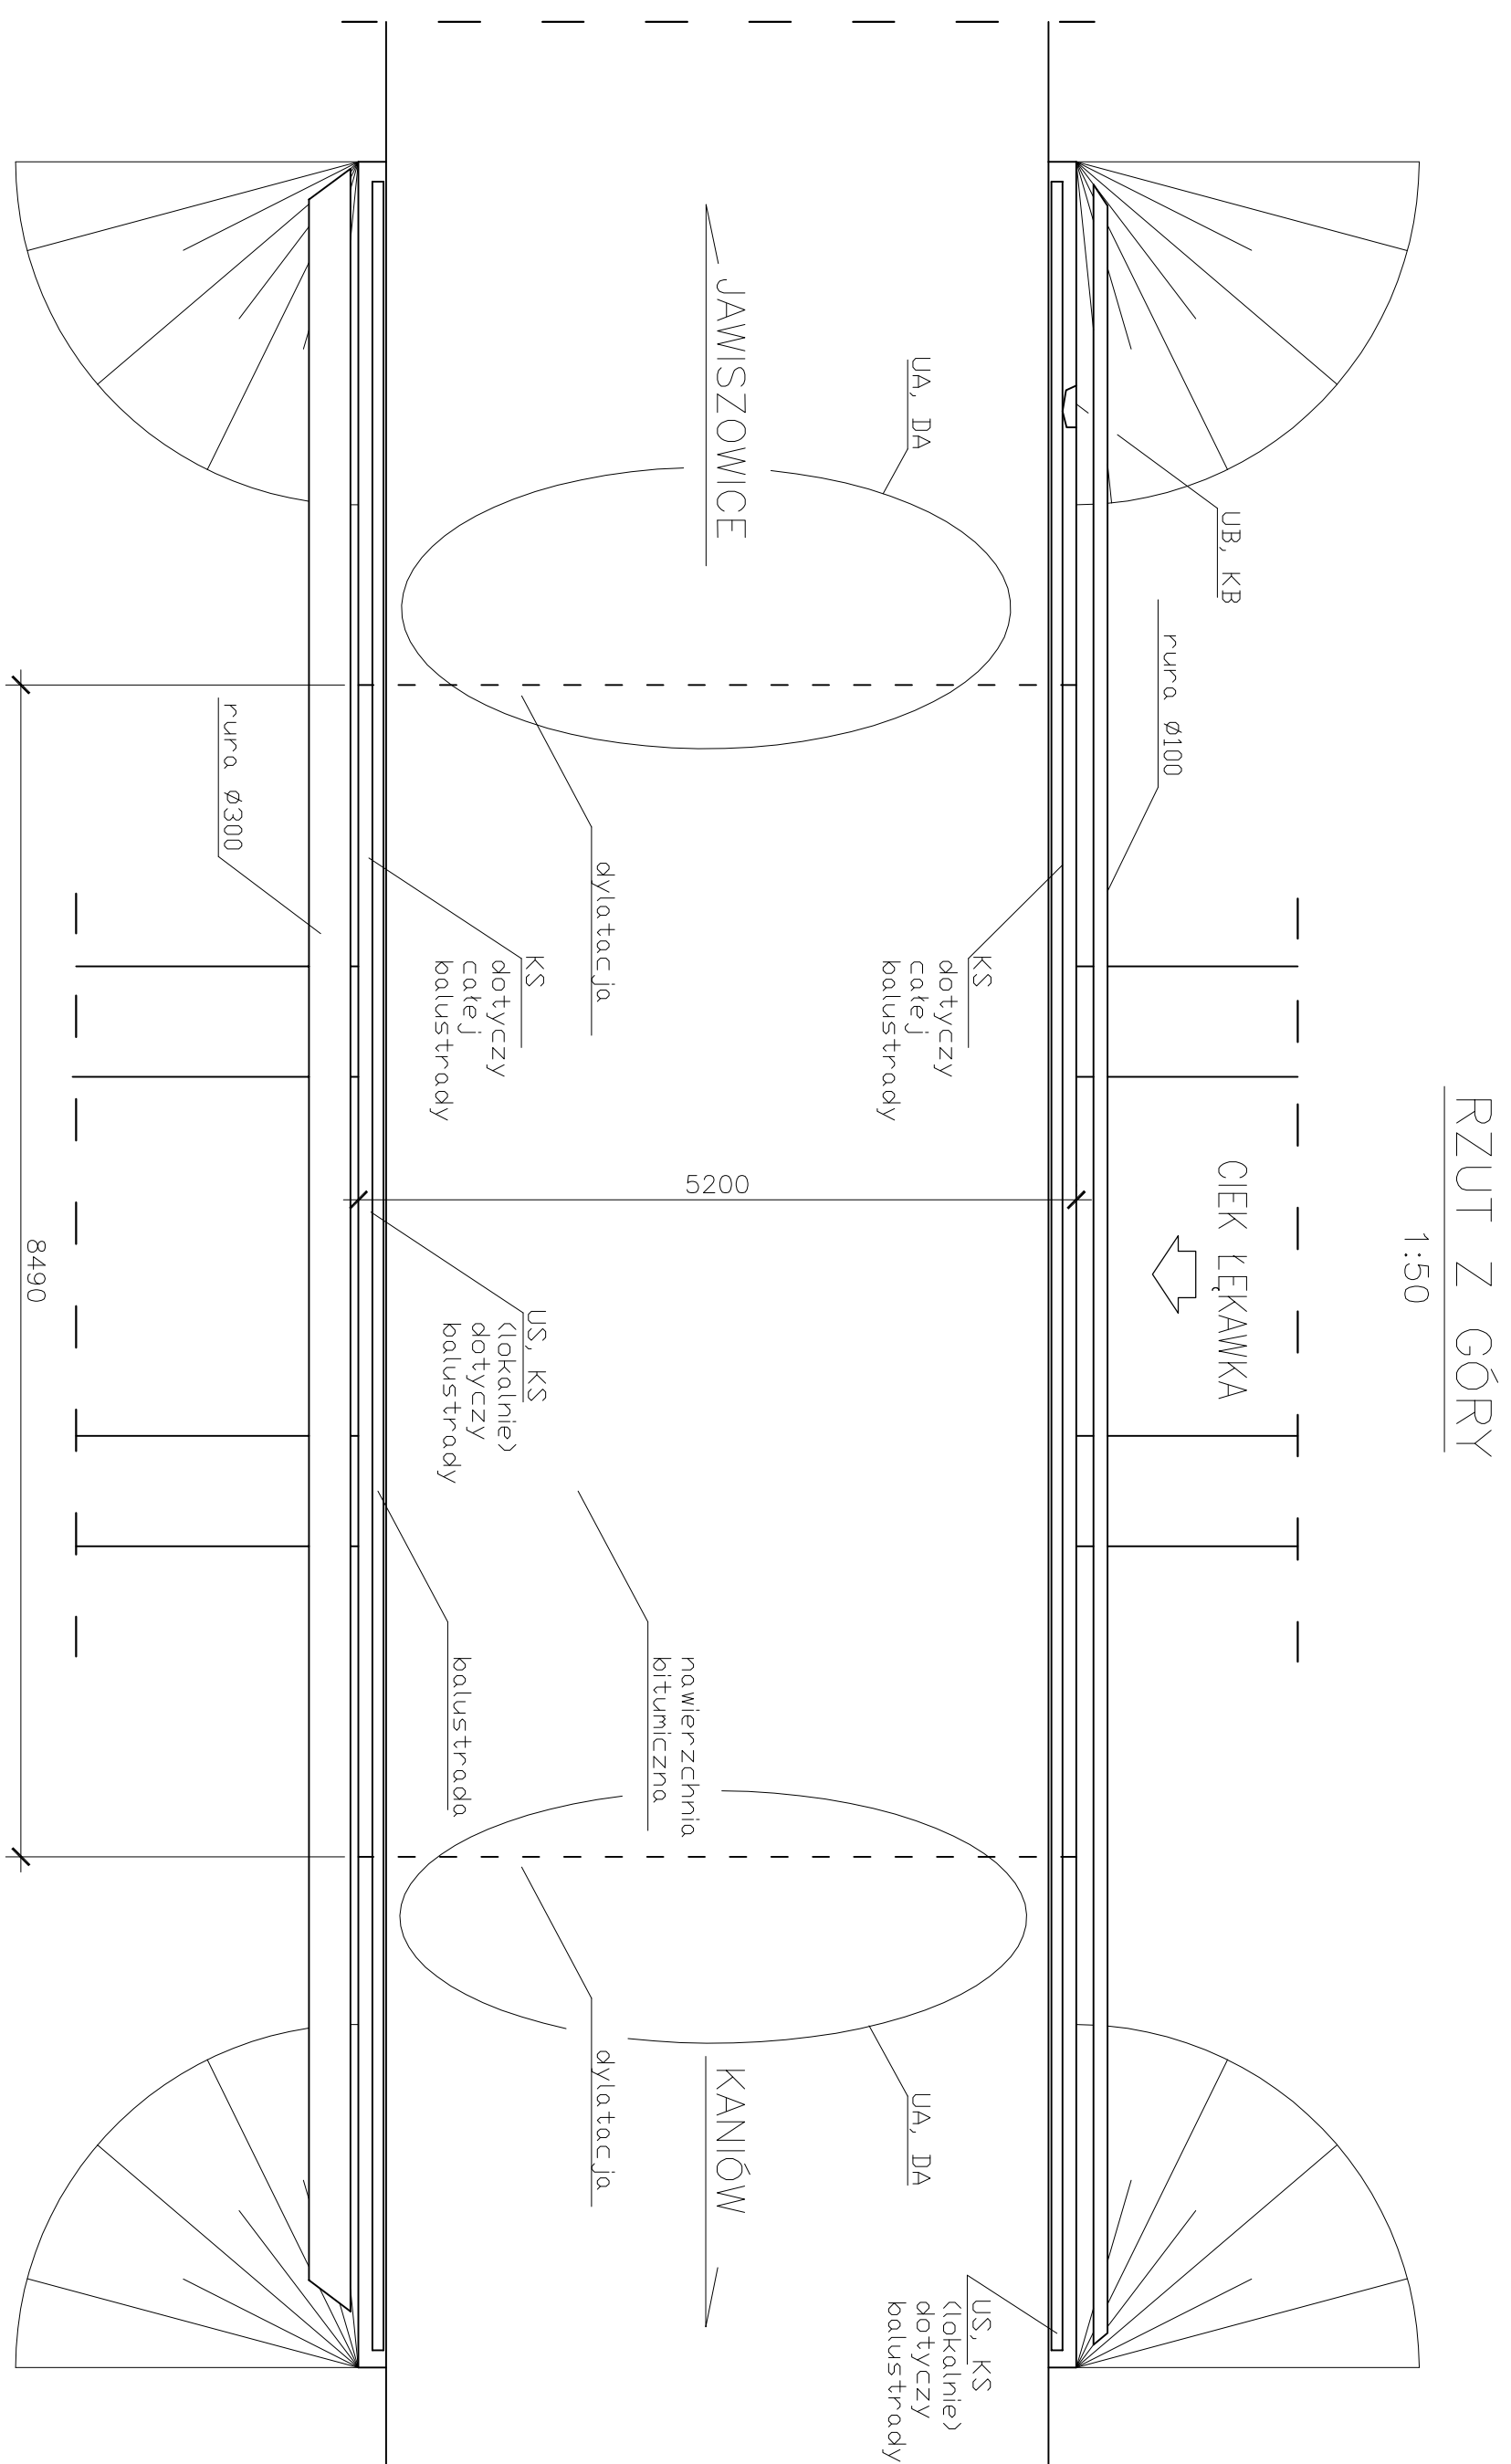 RZUT Z GÓRY
1:50
CIEK ŁĘKAWKA
UB, KB
rura ø100
UA, DA
JAWISZOWICE
KS
dotyczy
całej
balustrady
dylatacja
KS
dotyczy
całej
balustrady
rura ø300
5200
8490
US, KS
(lokalnie)
dotyczy
balustrady
nawierzchnia
bitumiczna
balustrada
dylatacja
KANIÓW
UA, DA
US, KS
(lokalnie)
dotyczy
balustrady